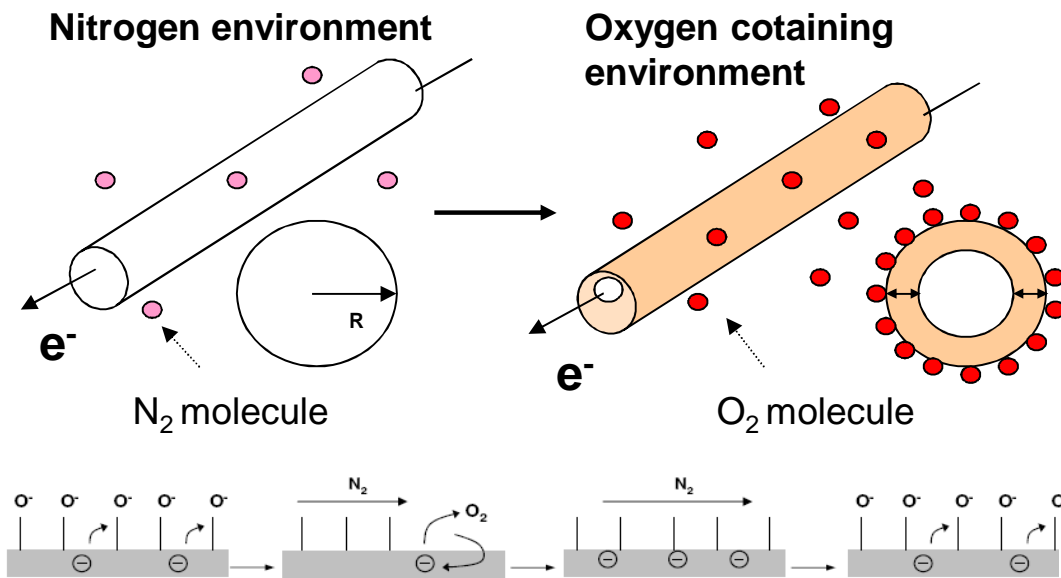 Nitrogen environment
Oxygen cotaining
environment
R
e-
e-
N2 molecule
O2 molecule
O- O- O- O- O-
N2
O2
N2
O- O- O- O- O